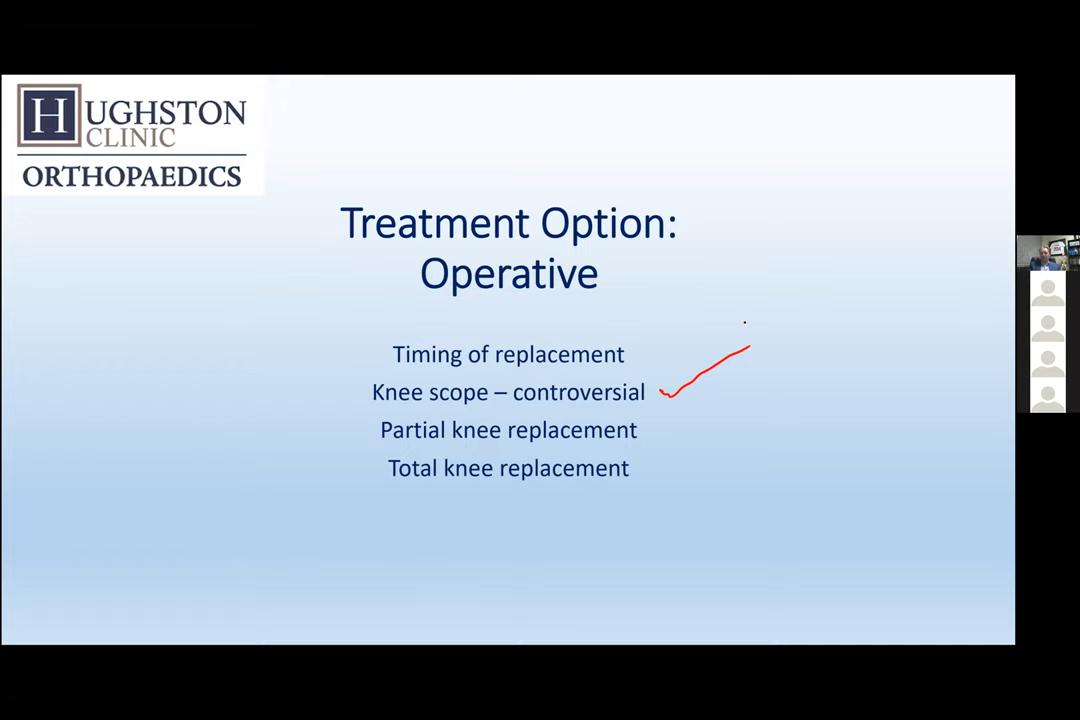 HUGHSTON
CLINIC
ORTHOPAEDICS
Treatment Option:
Operative
Timing of replacement
Knee scope – controversial
Partial knee replacement
Total knee replacement